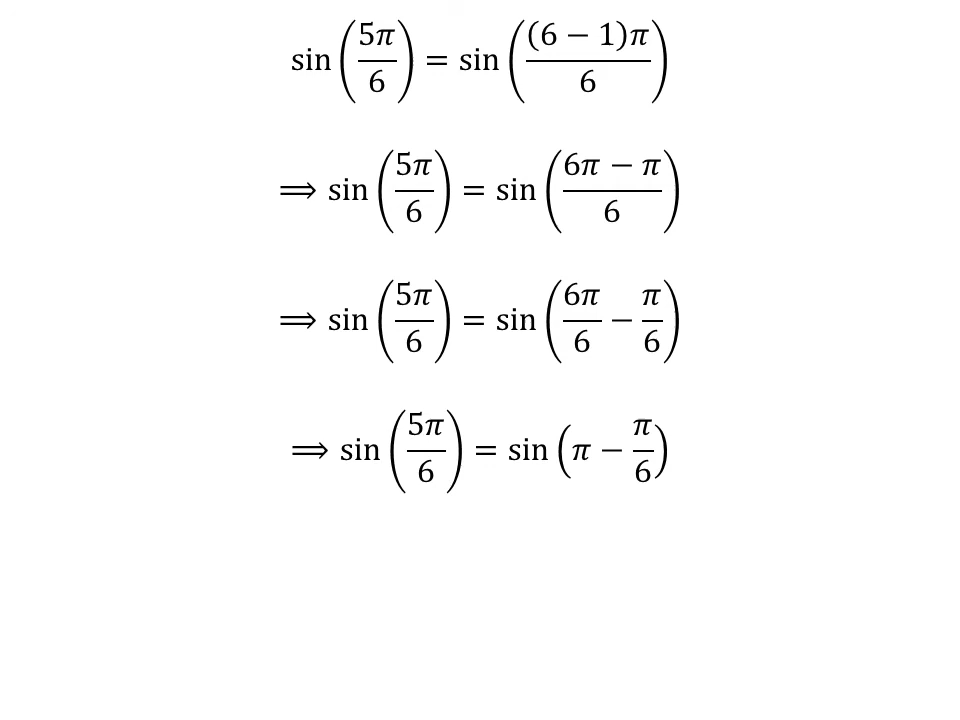 sin(5π/6) = sin((6 − 1)π/6)
⟹ sin(5π/6) = sin((6π − π)/6)
⟹ sin(5π/6) = sin(6π/6 − π/6)
⟹ sin(5π/6) = sin(π − π/6)